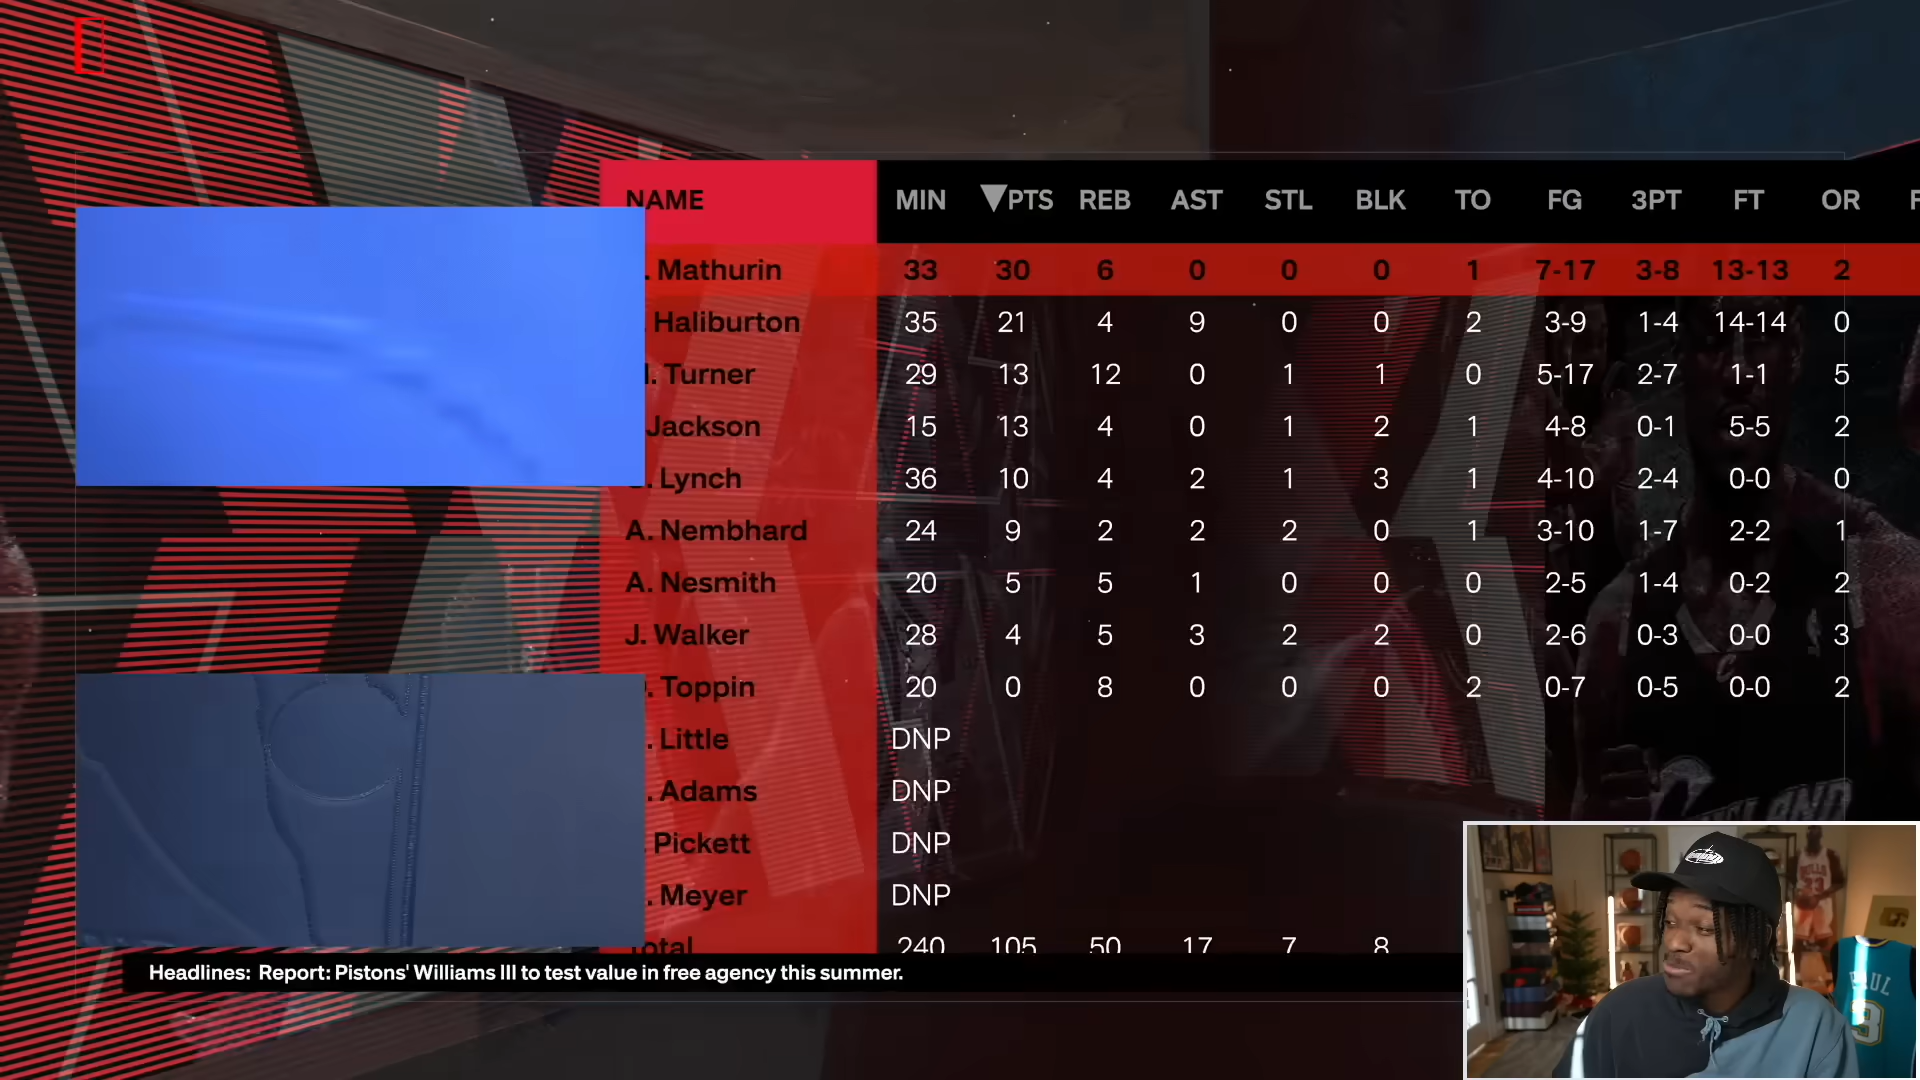 NAME MIN ▼PTS REB AST STL BLK TO FG 3PT FT OR
. Mathurin 33 30 6 0 0 0 1 7-17 3-8 13-13 2
. Haliburton 35 21 4 9 0 0 2 3-9 1-4 14-14 0
. Turner 29 13 12 0 1 1 0 5-17 2-7 1-1 5
Jackson 15 13 4 0 1 2 1 4-8 0-1 5-5 2
. Lynch 36 10 4 2 1 3 1 4-10 2-4 0-0 0
A. Nembhard 24 9 2 2 2 0 1 3-10 1-7 2-2 1
A. Nesmith 20 5 5 1 0 0 0 2-5 1-4 0-2 2
J. Walker 28 4 5 3 2 2 0 2-6 0-3 0-0 3
. Toppin 20 0 8 0 0 0 2 0-7 0-5 0-0 2
. Little DNP
. Adams DNP
Pickett DNP
. Meyer DNP
Total 240 105 50 17 7 8
Headlines: Report: Pistons' Williams III to test value in free agency this summer.
PAUL
3